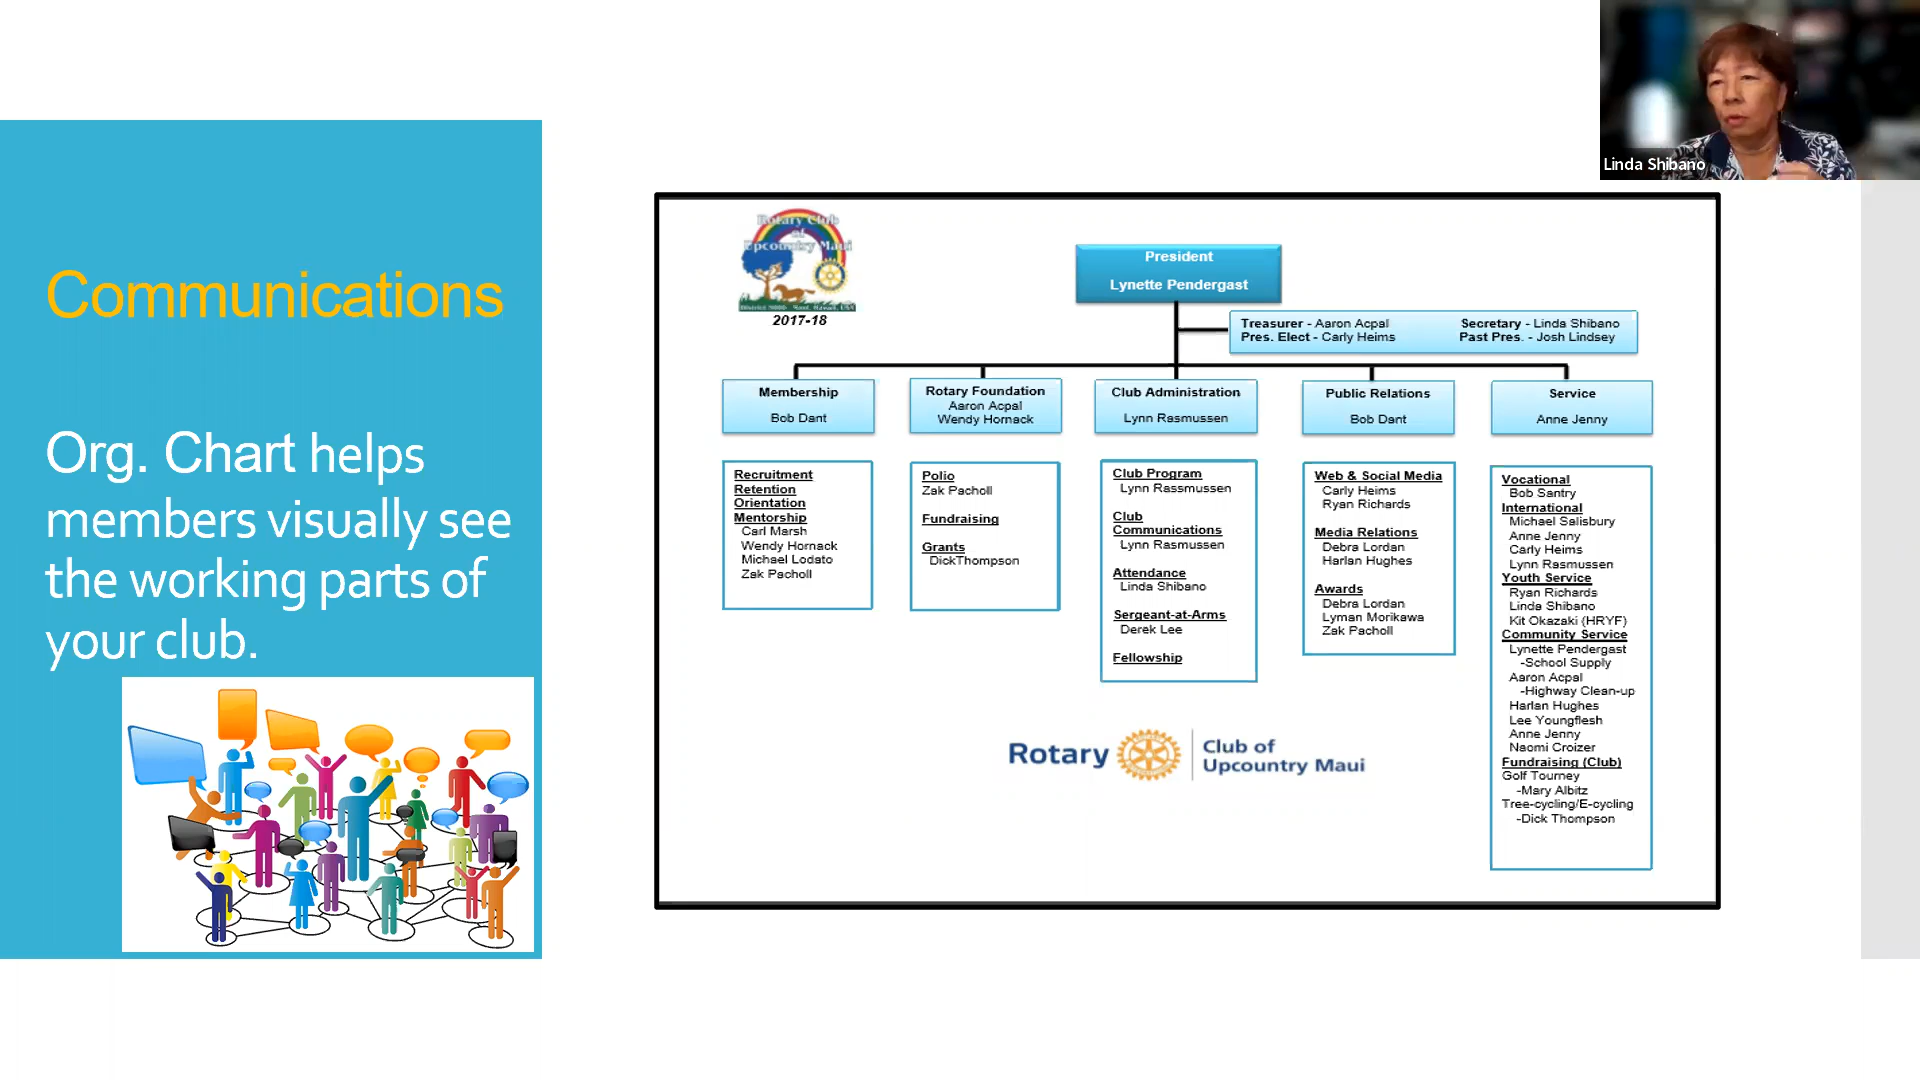 Linda Shibano
Communications
Org. Chart helps
members visually see
the working parts of
your club.
Rotary Club
of
Upcountry Maui
2017-18
President
Lynette Pendergast
Treasurer - Aaron Acpal
Secretary - Linda Shibano
Pres. Elect - Carly Heims
Past Pres. - Josh Lindsey
Membership
Bob Dant
Rotary Foundation
Aaron Acpal
Wendy Hornack
Club Administration
Lynn Rasmussen
Public Relations
Bob Dant
Service
Anne Jenny
Recruitment
Retention
Orientation
Mentorship
Carl Marsh
Wendy Hornack
Michael Lodato
Zak Pacholl
Polio
Zak Pacholl
Fundraising
Grants
DickThompson
Club Program
Lynn Rassmussen
Club
Communications
Lynn Rasmussen
Attendance
Linda Shibano
Sergeant-at-Arms
Derek Lee
Fellowship
Web & Social Media
Carly Heims
Ryan Richards
Media Relations
Debra Lordan
Harlan Hughes
Awards
Debra Lordan
Lyman Morikawa
Zak Pacholl
Vocational
Bob Santry
International
Michael Salisbury
Anne Jenny
Carly Heims
Lynn Rasmussen
Youth Service
Ryan Richards
Linda Shibano
Kit Okazaki (HRYF)
Community Service
Lynette Pendergast
-School Supply
Aaron Acpal
-Highway Clean-up
Harlan Hughes
Lee Youngflesh
Anne Jenny
Naomi Croizer
Fundraising (Club)
Golf Tourney
-Mary Albitz
Tree-cycling/E-cycling
-Dick Thompson
Rotary
Club of
Upcountry Maui